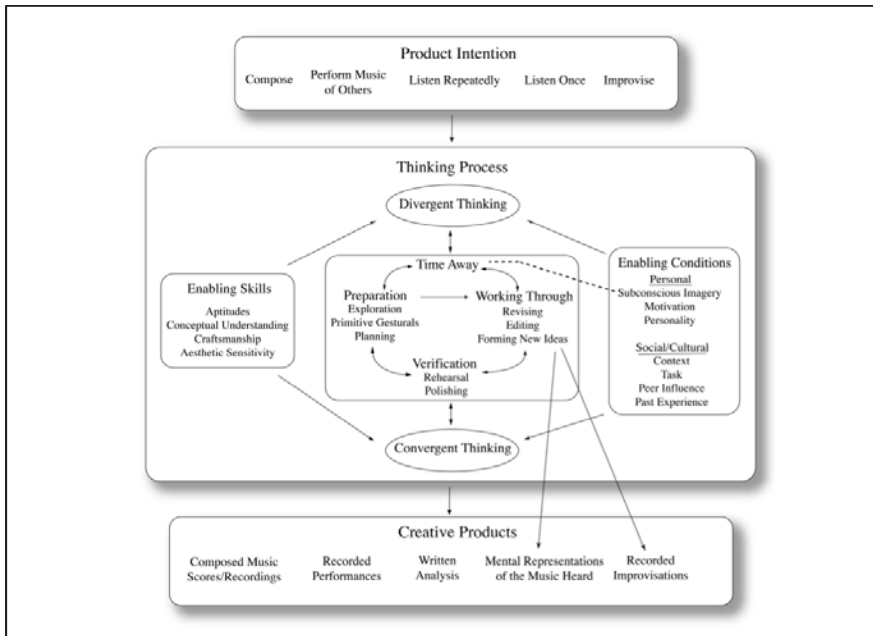 Product Intention
Compose
Perform Music
of Others
Listen Repeatedly
Listen Once
Improvise
Thinking Process
Divergent Thinking
Enabling Skills
Aptitudes
Conceptual Understanding
Craftsmanship
Aesthetic Sensitivity
Time Away
Preparation
Exploration
Primitive Gesturals
Planning
Working Through
Revising
Editing
Forming New Ideas
Verification
Rehearsal
Polishing
Enabling Conditions
Personal
Subconscious Imagery
Motivation
Personality
Social/Cultural
Context
Task
Peer Influence
Past Experience
Convergent Thinking
Creative Products
Composed Music
Scores/Recordings
Recorded
Performances
Written
Analysis
Mental Representations
of the Music Heard
Recorded
Improvisations